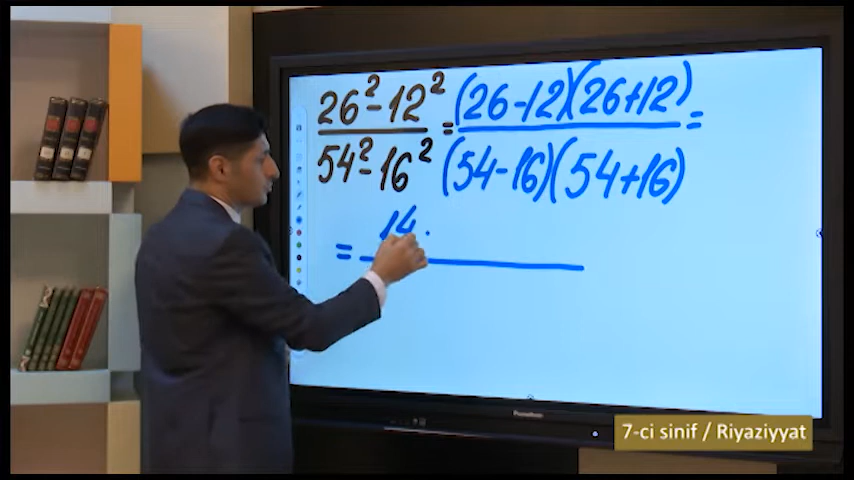 26² - 12² / 54² - 16² = (26 - 12)(26 + 12) / (54 - 16)(54 + 16) =
= 14 ·
7-ci sinif / Riyaziyyat